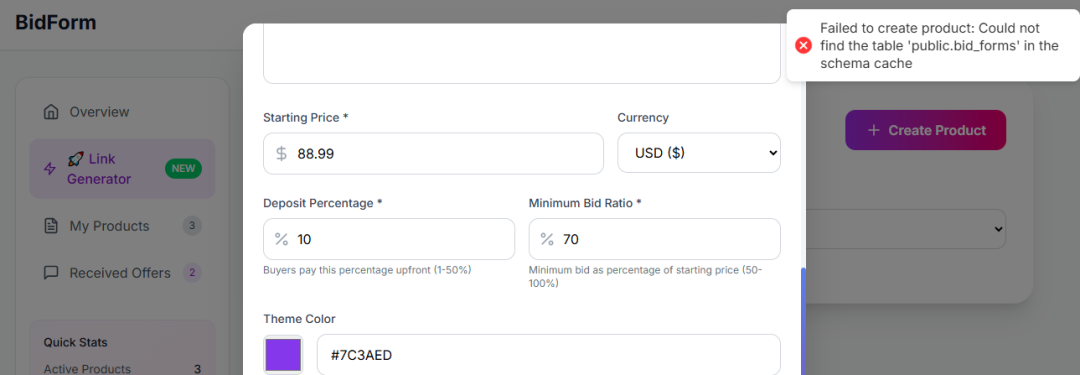 BidForm
Failed to create product: Could not
find the table 'public.bid_forms' in the
schema cache
Overview
🚀 Link
Generator
NEW
My Products
3
Received Offers
2
Quick Stats
Active Products
3
Starting Price *
Currency
88.99
USD ($)
Deposit Percentage *
Minimum Bid Ratio *
10
70
Buyers pay this percentage upfront (1-50%)
Minimum bid as percentage of starting price (50-
100%)
Theme Color
#7C3AED
+ Create Product